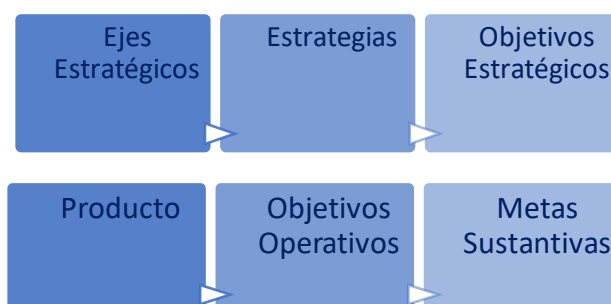 Ejes
Estratégicos
Estrategias
Objetivos
Estratégicos
Producto
Objetivos
Operativos
Metas
Sustantivas